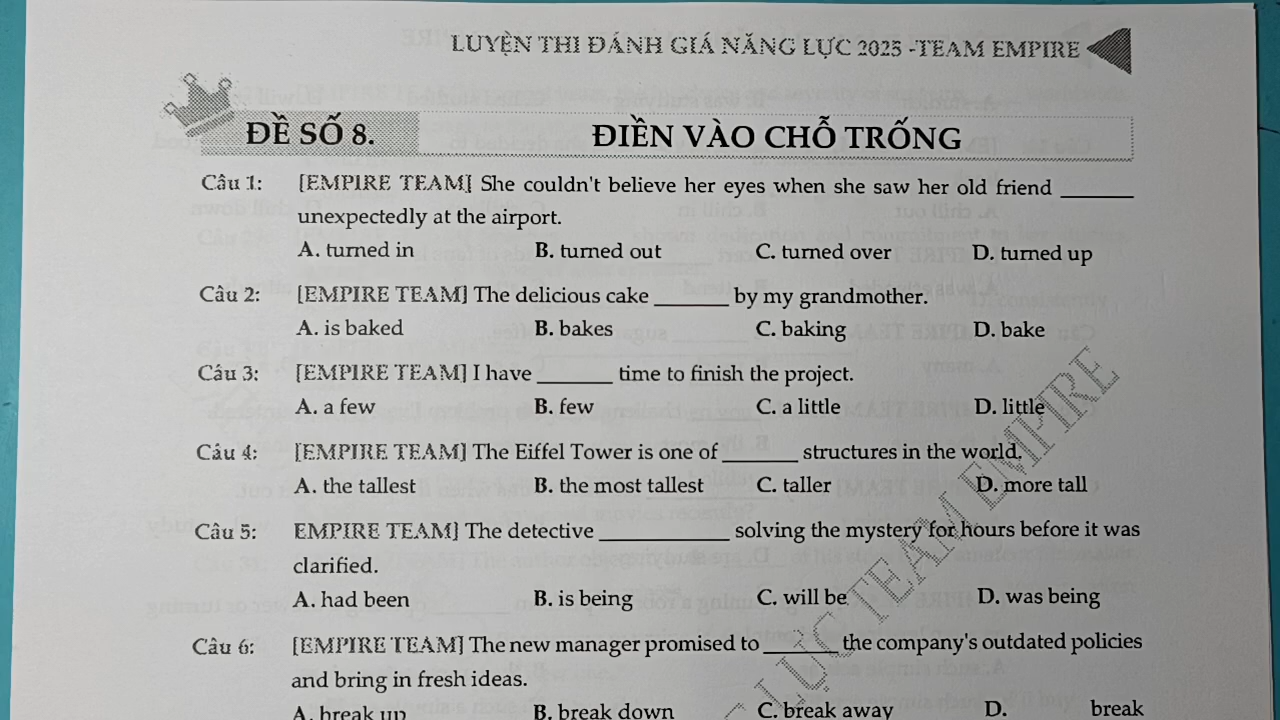 LUYỆN THI ĐÁNH GIÁ NĂNG LỰC 2025 -TEAM EMPIRE
ĐỀ SỐ 8. ĐIỀN VÀO CHỖ TRỐNG
Câu 1: [EMPIRE TEAM] She couldn't believe her eyes when she saw her old friend _______
unexpectedly at the airport.
A. turned in B. turned out C. turned over D. turned up
Câu 2: [EMPIRE TEAM] The delicious cake _______ by my grandmother.
A. is baked B. bakes C. baking D. bake
Câu 3: [EMPIRE TEAM] I have _______ time to finish the project.
A. a few B. few C. a little D. little
Câu 4: [EMPIRE TEAM] The Eiffel Tower is one of _______ structures in the world.
A. the tallest B. the most tallest C. taller D. more tall
Câu 5: EMPIRE TEAM] The detective ____________ solving the mystery for hours before it was
clarified.
A. had been B. is being C. will be D. was being
Câu 6: [EMPIRE TEAM] The new manager promised to _______ the company's outdated policies
and bring in fresh ideas.
A. break up B. break down C. break away D. break
LỰC TEAM EMPIRE